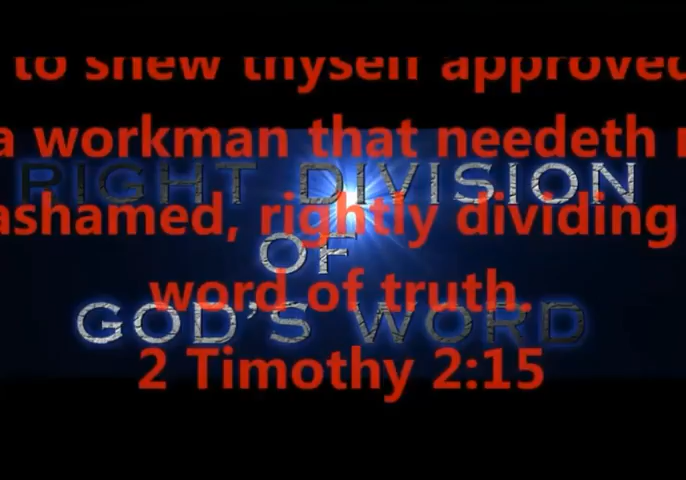 to shew thyself approved
a workman that needeth
RIGHT DIVISION
ashamed, rightly dividing
OF
word of truth.
GOD'S WORD
2 Timothy 2:15